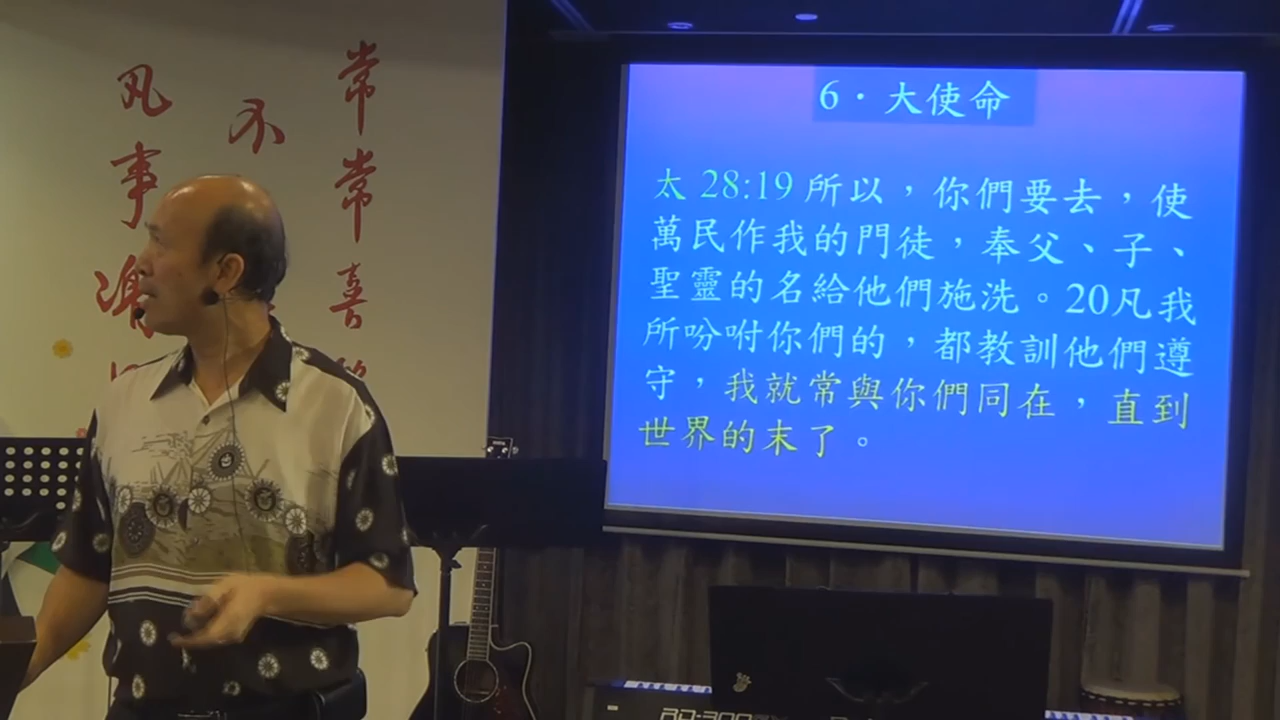 常常喜
不
凡事
6·大使命
太 28:19 所以，你們要去，使
萬民作我的門徒，奉父、子、
聖靈的名給他們施洗。20凡我
所吩咐你們的，都教訓他們遵
守，我就常與你們同在，直到
世界的末了。